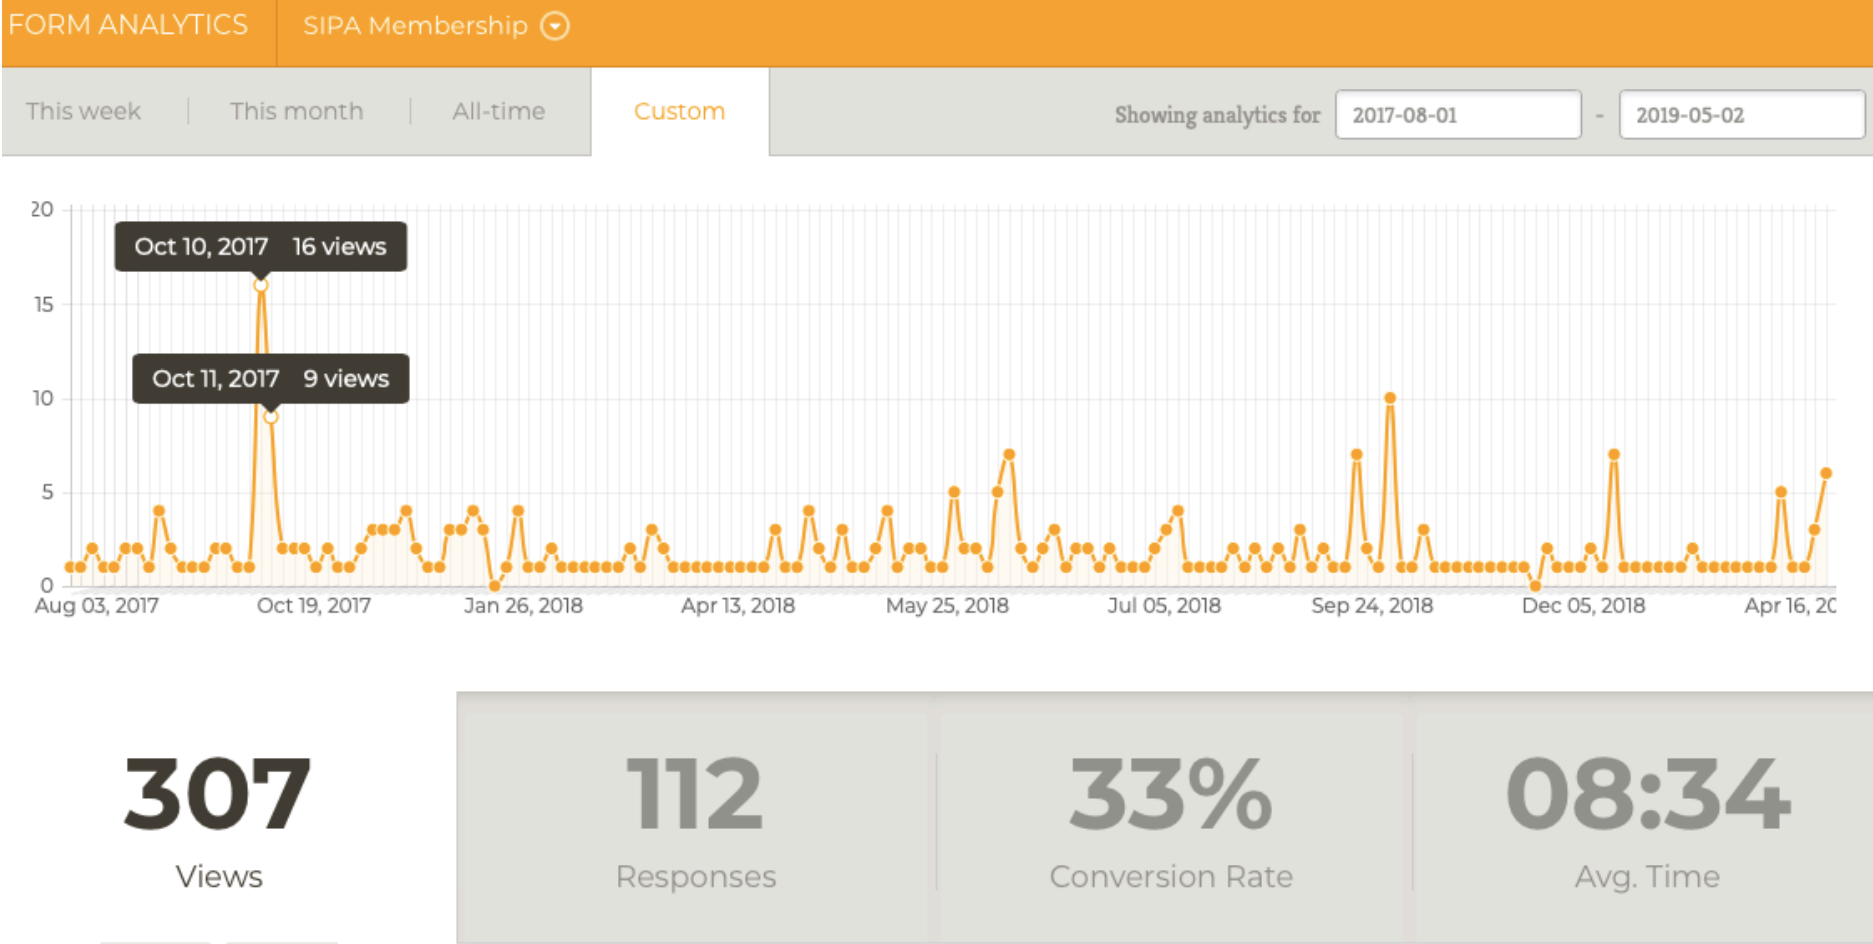 FORM ANALYTICS SIPA Membership
This week This month All-time Custom Showing analytics for 2017-08-01 - 2019-05-02
20
Oct 10, 2017 16 views
15
Oct 11, 2017 9 views
10
5
0
Aug 03, 2017 Oct 19, 2017 Jan 26, 2018 Apr 13, 2018 May 25, 2018 Jul 05, 2018 Sep 24, 2018 Dec 05, 2018 Apr 16, 20
307 112 33% 08:34
Views Responses Conversion Rate Avg. Time